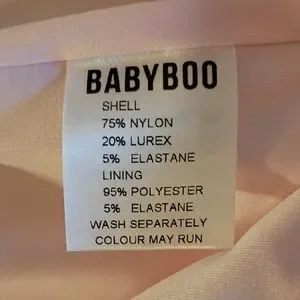 BABYBOO
SHELL
75% NYLON
20% LUREX
5% ELASTANE
LINING
95% POLYESTER
5% ELASTANE
WASH SEPARATELY
COLOUR MAY RUN